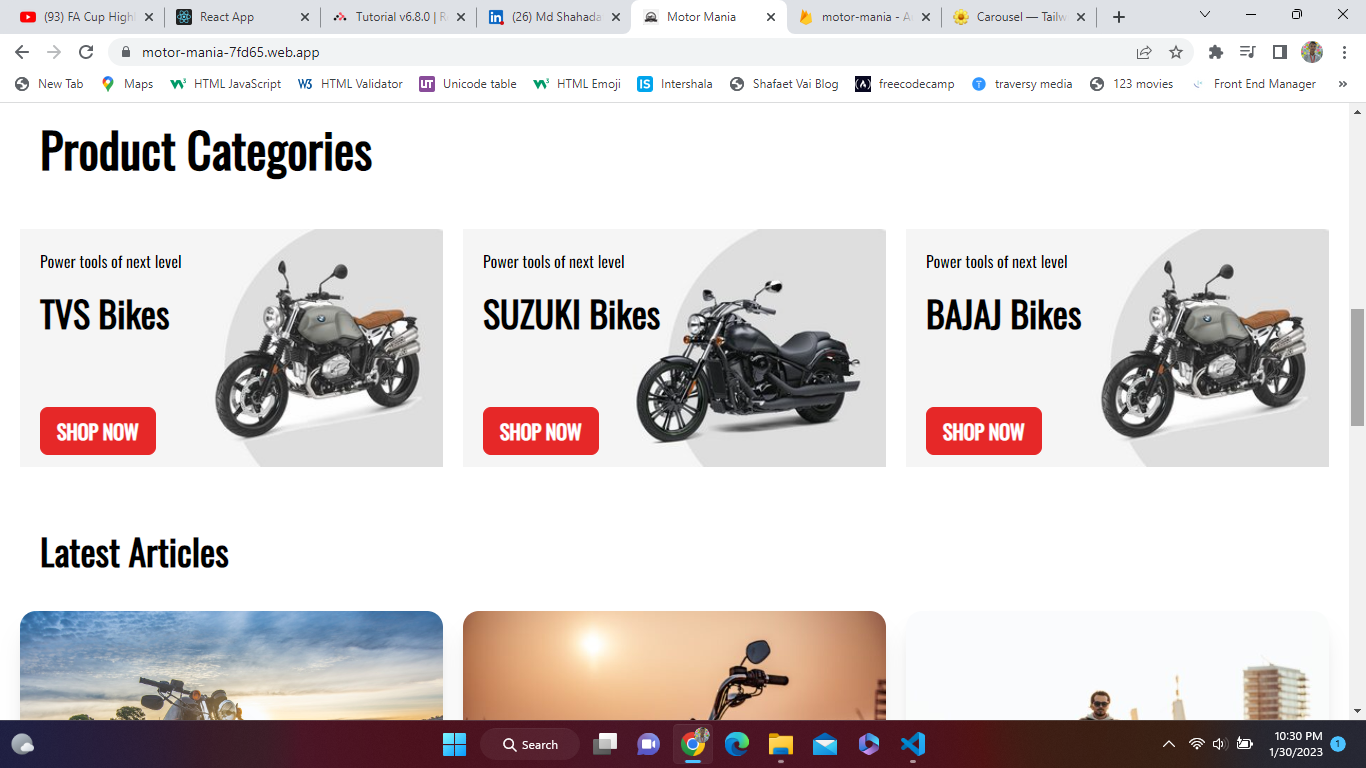 (93) FA Cup High
React App
Tutorial v6.8.0 | R
(26) Md Shahada
Motor Mania
motor-mania - A
Carousel — Tailw
motor-mania-7fd65.web.app
New Tab
Maps
HTML JavaScript
HTML Validator
Unicode table
HTML Emoji
Intershala
Shafaet Vai Blog
freecodecamp
traversy media
123 movies
Front End Manager
Product Categories
Power tools of next level
TVS Bikes
SHOP NOW
Power tools of next level
SUZUKI Bikes
SHOP NOW
Power tools of next level
BAJAJ Bikes
SHOP NOW
Latest Articles
Search
10:30 PM
1/30/2023
1